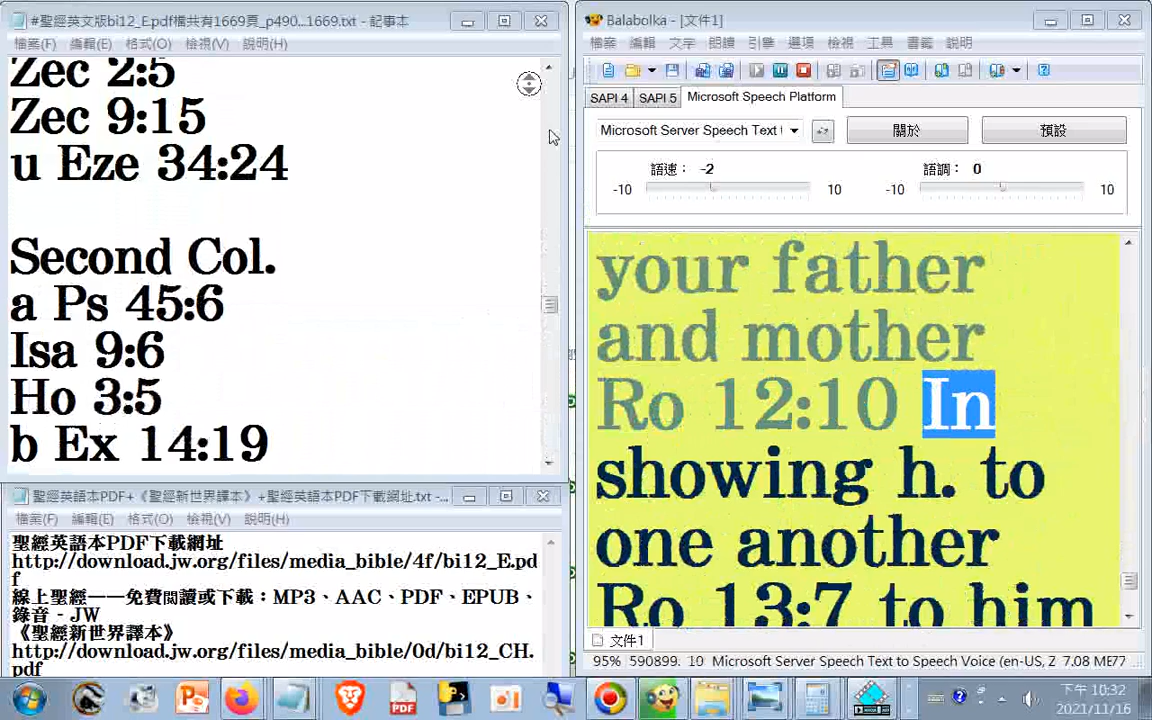 #聖經英文版bi12_E.pdf檔共有1669頁_p490...1669.txt - 記事本
檔案(F) 編輯(E) 格式(O) 檢視(V) 說明(H)
Zec 2:5
Zec 9:15
u Eze 34:24
Second Col.
a Ps 45:6
Isa 9:6
Ho 3:5
b Ex 14:19
聖經英語本PDF+《聖經新世界譯本》+聖經英語本PDF下載網址.txt -...
檔案(F) 編輯(E) 格式(O) 檢視(V) 說明(H)
聖經英語本PDF下載網址
http://download.jw.org/files/media_bible/4f/bi12_E.pd
f
線上聖經——免費閱讀或下載：MP3、AAC、PDF、EPUB、
錄音 - JW
《聖經新世界譯本》
http://download.jw.org/files/media_bible/0d/bi12_CH.
pdf
Balabolka - [文件1]
檔案 編輯 文字 朗讀 引擎 選項 檢視 工具 書籤 說明
SAPI 4 SAPI 5 Microsoft Speech Platform
Microsoft Server Speech Text t 關於 預設
語速： -2 語調： 0
-10 10 -10 10
your father
and mother
Ro 12:10 In
showing h. to
one another
Ro 13:7 to him
文件1
95% 590899. 10 Microsoft Server Speech Text to Speech Voice (en-US, Z 7.08 ME77
下午 10:32
2021/11/16